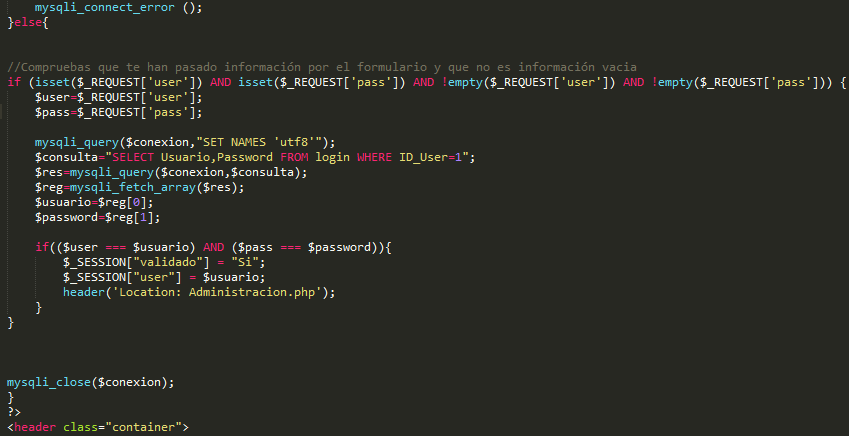 mysqli_connect_error ();
}else{
//Compruebas que te han pasado información por el formulario y que no es información vacia
if (isset($_REQUEST['user']) AND isset($_REQUEST['pass']) AND !empty($_REQUEST['user']) AND !empty($_REQUEST['pass'])) {
$user=$_REQUEST['user'];
$pass=$_REQUEST['pass'];
mysqli_query($conexion,"SET NAMES 'utf8'");
$consulta="SELECT Usuario,Password FROM login WHERE ID_User=1";
$res=mysqli_query($conexion,$consulta);
$reg=mysqli_fetch_array($res);
$usuario=$reg[0];
$password=$reg[1];
if(($user === $usuario) AND ($pass === $password)){
$_SESSION["validado"] = "Si";
$_SESSION["user"] = $usuario;
header('Location: Administracion.php');
}
}
mysqli_close($conexion);
}
?>
<header class="container">